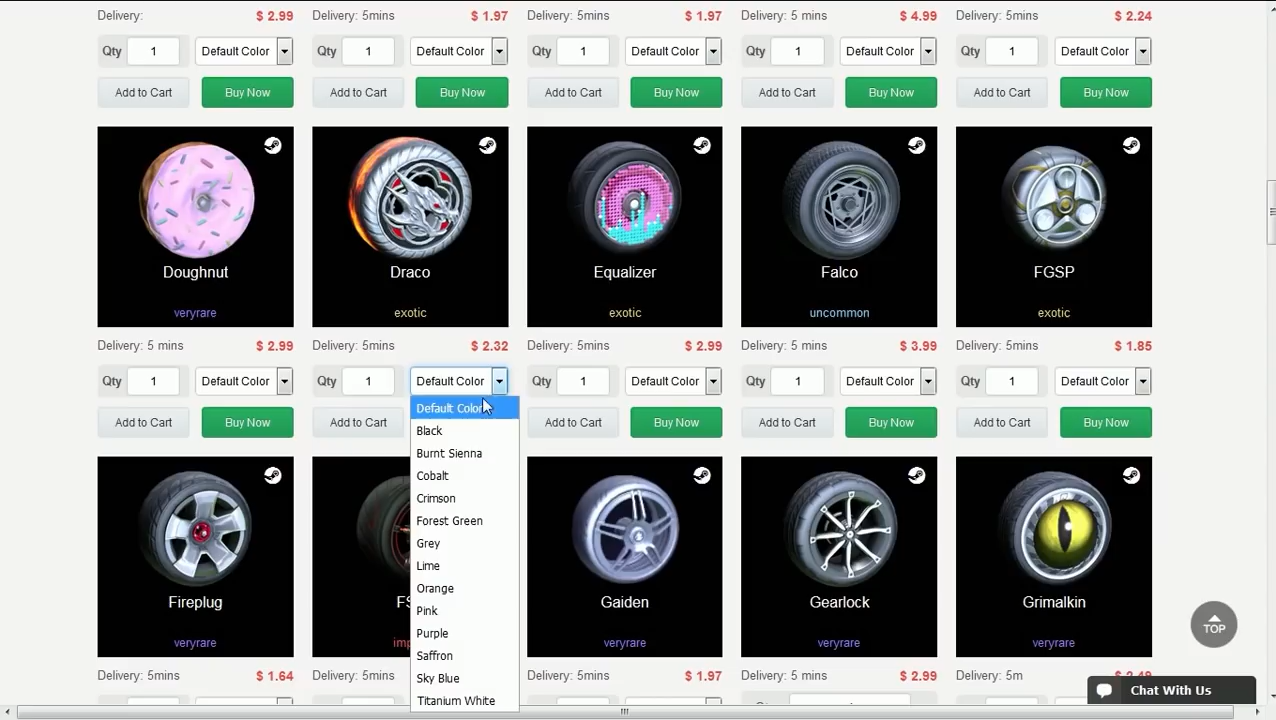 Delivery: $ 2.99 Delivery: 5mins $ 1.97 Delivery: 5mins $ 1.97 Delivery: 5 mins $ 4.99 Delivery: 5mins $ 2.24
Qty 1 Default Color Qty 1 Default Color Qty 1 Default Color Qty 1 Default Color Qty 1 Default Color
Add to Cart Buy Now Add to Cart Buy Now Add to Cart Buy Now Add to Cart Buy Now Add to Cart Buy Now
Doughnut Draco Equalizer Falco FGSP
veryrare exotic exotic uncommon exotic
Delivery: 5 mins $ 2.99 Delivery: 5mins $ 2.32 Delivery: 5mins $ 2.99 Delivery: 5 mins $ 3.99 Delivery: 5mins $ 1.85
Qty 1 Default Color Qty 1 Default Color Qty 1 Default Color Qty 1 Default Color Qty 1 Default Color
Add to Cart Buy Now Add to Cart Add to Cart Buy Now Add to Cart Buy Now Add to Cart Buy Now
Default Color
Black
Burnt Sienna
Cobalt
Crimson
Forest Green
Grey
Lime
Orange
Pink
Purple
Saffron
Sky Blue
Titanium White
Fireplug Gaiden Gearlock Grimalkin
veryrare veryrare veryrare veryrare
Delivery: 5mins $ 1.64 Delivery: 5mins Delivery: 5mins $ 1.97 Delivery: 5mins $ 2.99 Delivery: 5m
TOP
Chat With Us